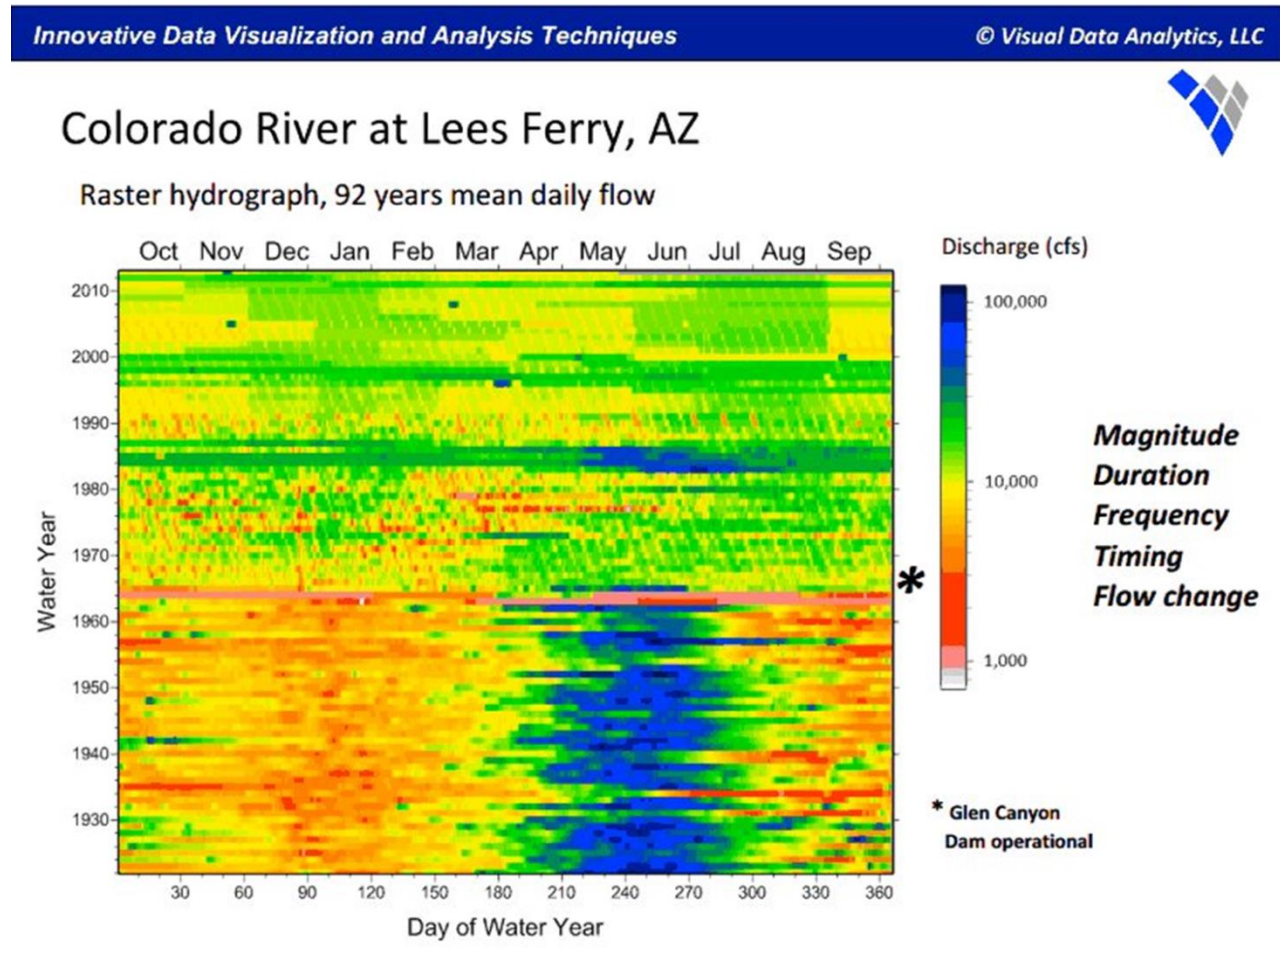 Innovative Data Visualization and Analysis Techniques
© Visual Data Analytics, LLC
Colorado River at Lees Ferry, AZ
Raster hydrograph, 92 years mean daily flow
Oct Nov Dec Jan Feb Mar Apr May Jun Jul Aug Sep
Discharge (cfs)
2010
2000
1990
1980
1970
1960
1950
1940
1930
Water Year
30 60 90 120 150 180 210 240 270 300 330 360
Day of Water Year
100,000
10,000
1,000
Magnitude
Duration
Frequency
Timing
Flow change
*
* Glen Canyon
Dam operational